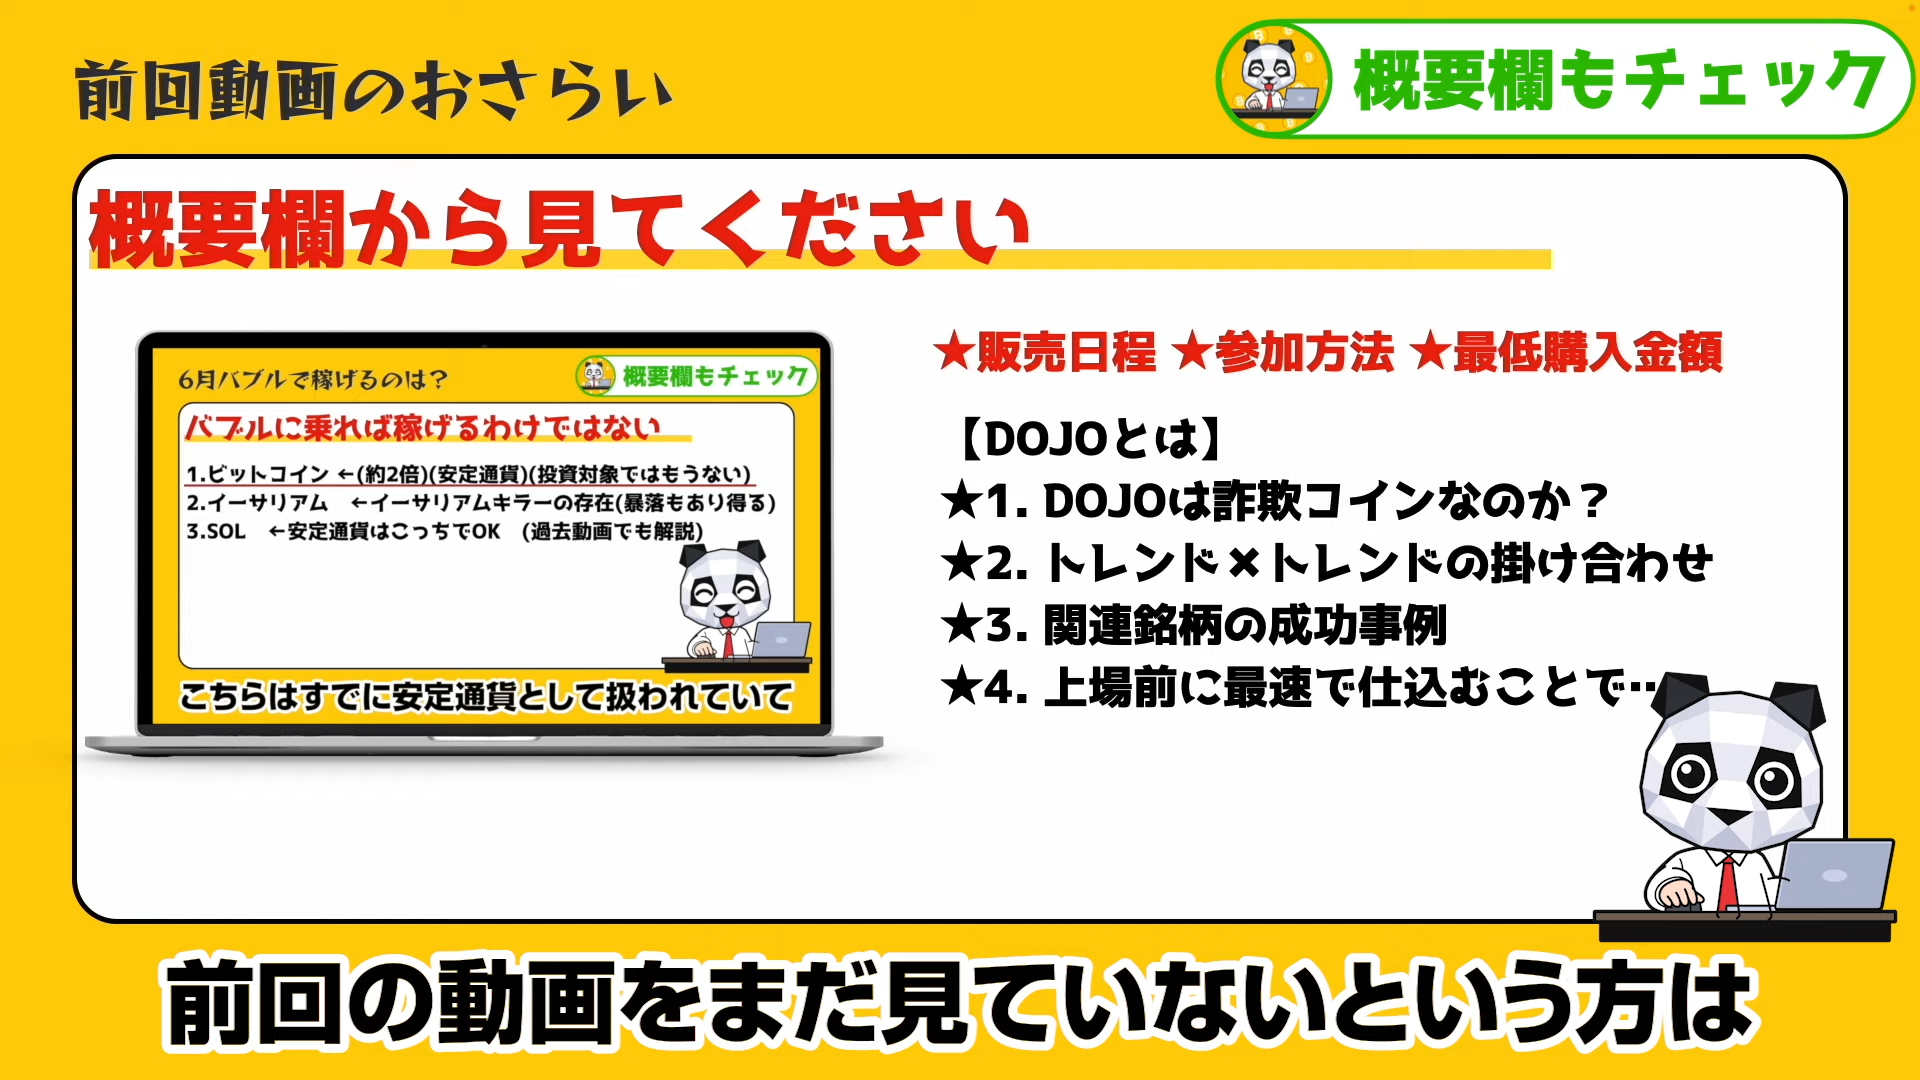 前回動画のおさらい
概要欄もチェック
概要欄から見てください
6月バブルで稼げるのは?
概要欄もチェック
バブルに乗れば稼げるわけではない
1.ビットコイン ←(約2倍)(安定通貨)(投資対象ではもうない)
2.イーサリアム ←イーサリアムキラーの存在(暴落もあり得る)
3.SOL ←安定通貨はこっちでOK (過去動画でも解説)
こちらはすでに安定通貨として扱われていて
★販売日程 ★参加方法 ★最低購入金額
【DOJOとは】
★1. DOJOは詐欺コインなのか?
★2. トレンド×トレンドの掛け合わせ
★3. 関連銘柄の成功事例
★4. 上場前に最速で仕込むことで…
前回の動画をまだ見ていないという方は